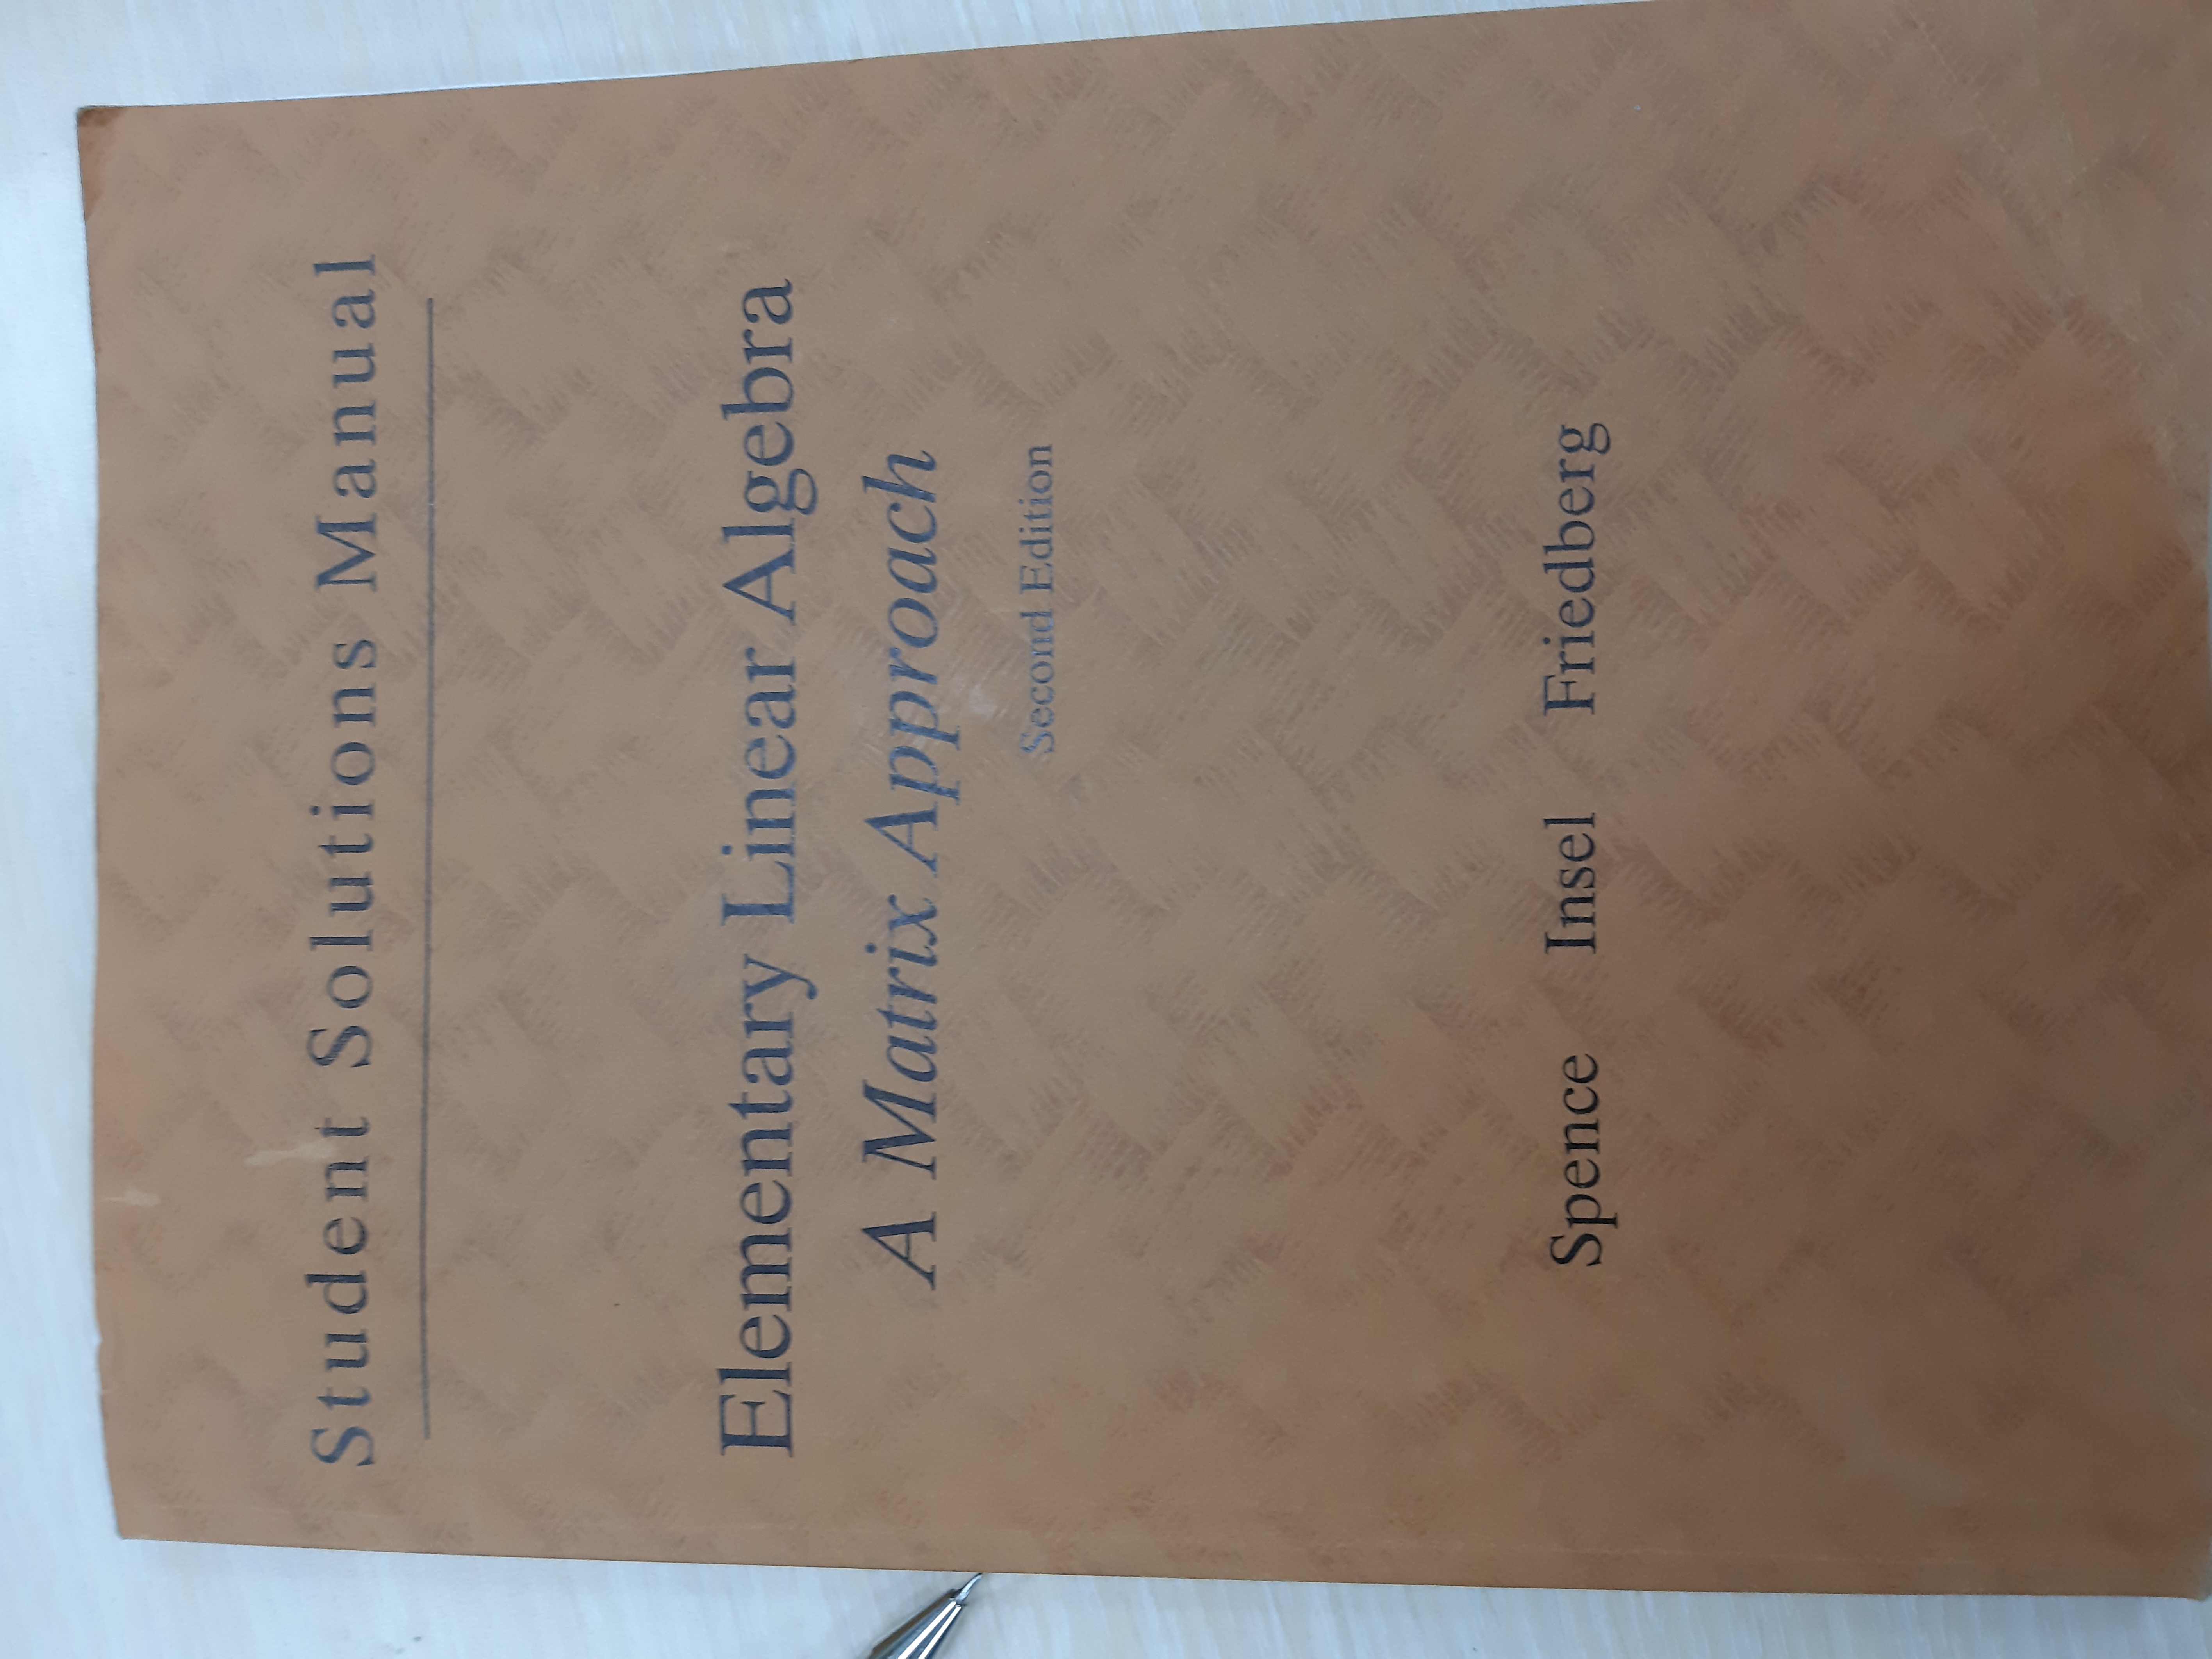 Student Solutions Manual
Elementary Linear Algebra
A Matrix Approach
Second Edition
Spence Insel Friedberg